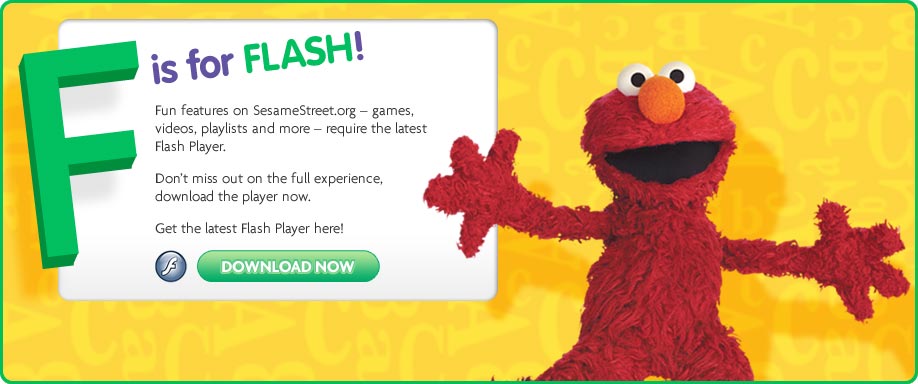 F is for FLASH!
Fun features on SesameStreet.org – games,
videos, playlists and more – require the latest
Flash Player.
Don't miss out on the full experience,
download the player now.
Get the latest Flash Player here!
DOWNLOAD NOW